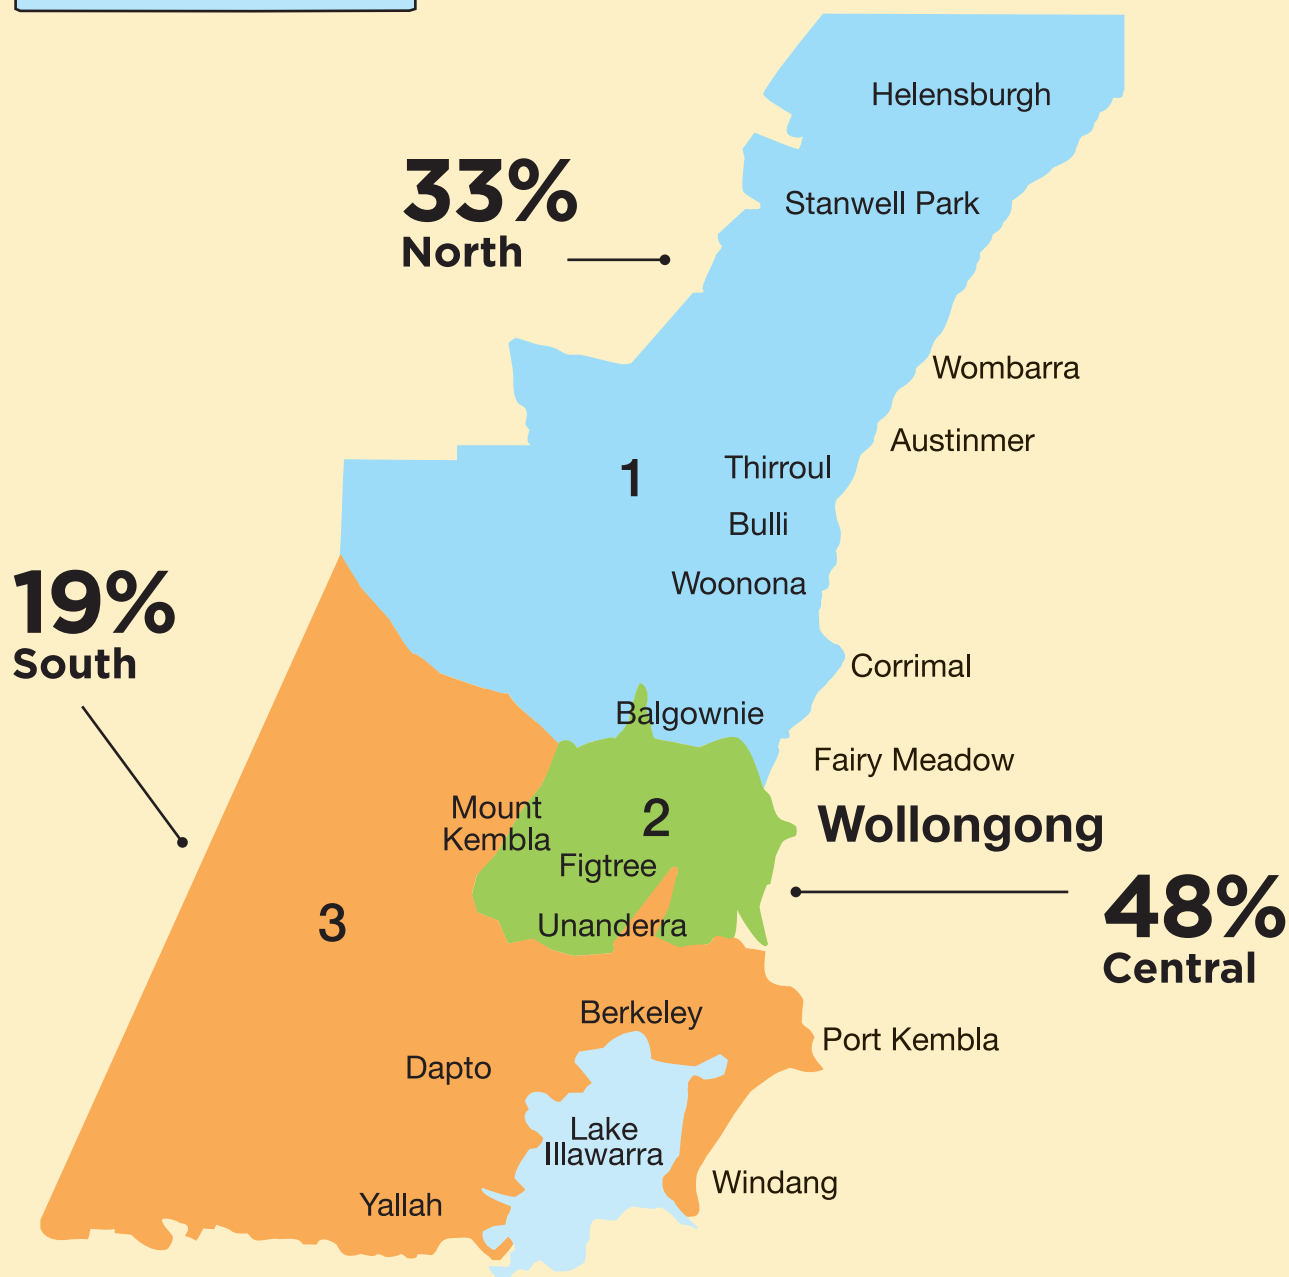 Helensburgh
33%
North
Stanwell Park
Wombarra
Austinmer
1
Thirroul
Bulli
Woonona
19%
South
Corrimal
Balgownie
Fairy Meadow
Mount
Kembla
2
Wollongong
Figtree
48%
Central
3
Unanderra
Berkeley
Port Kembla
Dapto
Lake
Illawarra
Windang
Yallah